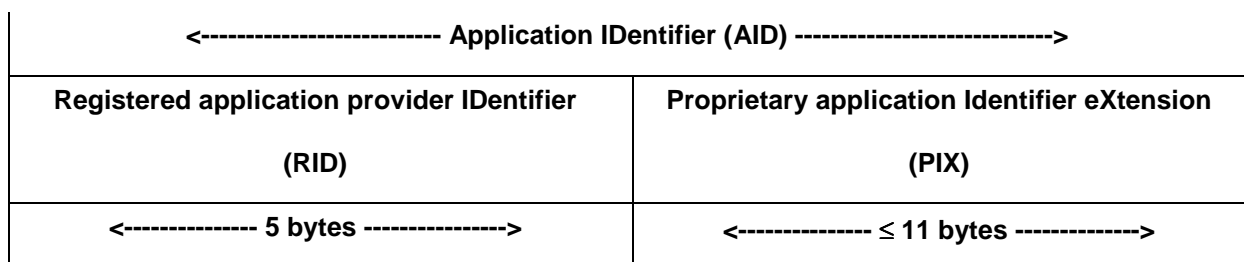 <--------------------------- Application IDentifier (AID) ----------------------------->
Registered application provider IDentifier Proprietary application Identifier eXtension
(RID) (PIX)
<--------------- 5 bytes ----------------> <--------------- ≤ 11 bytes -------------->